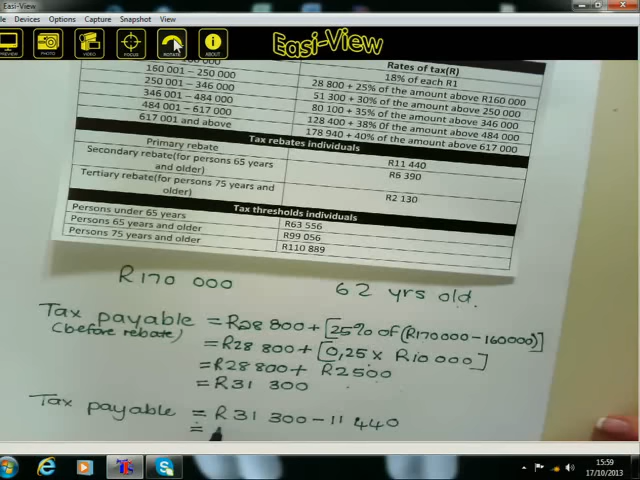 Easi-View
Devices Options Capture Snapshot View
PREVIEW PHOTO VIDEO FOCUS ROTATE ABOUT
Easi-View
Rates of tax(R)
18% of each R1
160 001 – 250 000 28 800 + 25% of the amount above R160 000
250 001 – 346 000 51 300 + 30% of the amount above 250 000
346 001 – 484 000 80 100 + 35% of the amount above 346 000
484 001 – 617 000 128 400 + 38% of the amount above 484 000
617 001 and above 178 940 + 40% of the amount above 617 000
Tax rebates individuals
Primary rebate R11 440
Secondary rebate(for persons 65 years and older) R6 390
Tertiary rebate(for persons 75 years and older) R2 130
Tax thresholds individuals
Persons under 65 years R63 556
Persons 65 years and older R99 056
Persons 75 years and older R110 889
R170 000 62 yrs old.
Tax payable = R28 800 + [25% of (R170000 – 160000)]
(before rebate) = R28 800 + [0,25 x R10 000]
= R28 800 + R2500
= R31 300
Tax payable = R31 300 – 11 440
=
15:59
17/10/2013